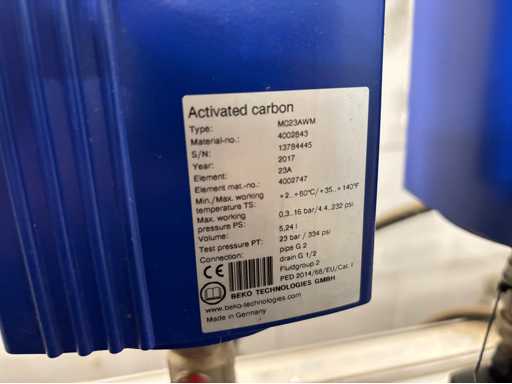 Activated carbon
Type: MC23AWM
Material-no.: 4002843
S/N: 13784445
Year: 2017
Element: 23A
Element mat.-no.: 4002747
Min./Max. working temperature TS: +2..+60°C/+35..+140°F
Max. working pressure PS: 0,3..16 bar/4,4..232 psi
Volume: 5,24 l
Test pressure PT: 23 bar / 334 psi
Connection: pipe G 2
drain G 1/2
Fluidgroup 2
PED 2014/68/EU/Cat. I
CE
BEKO TECHNOLOGIES GMBH
www.beko-technologies.com
Made in Germany